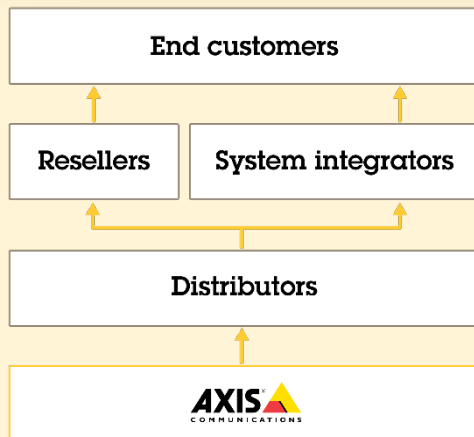 End customers
Resellers
System integrators
Distributors
AXIS
COMMUNICATIONS